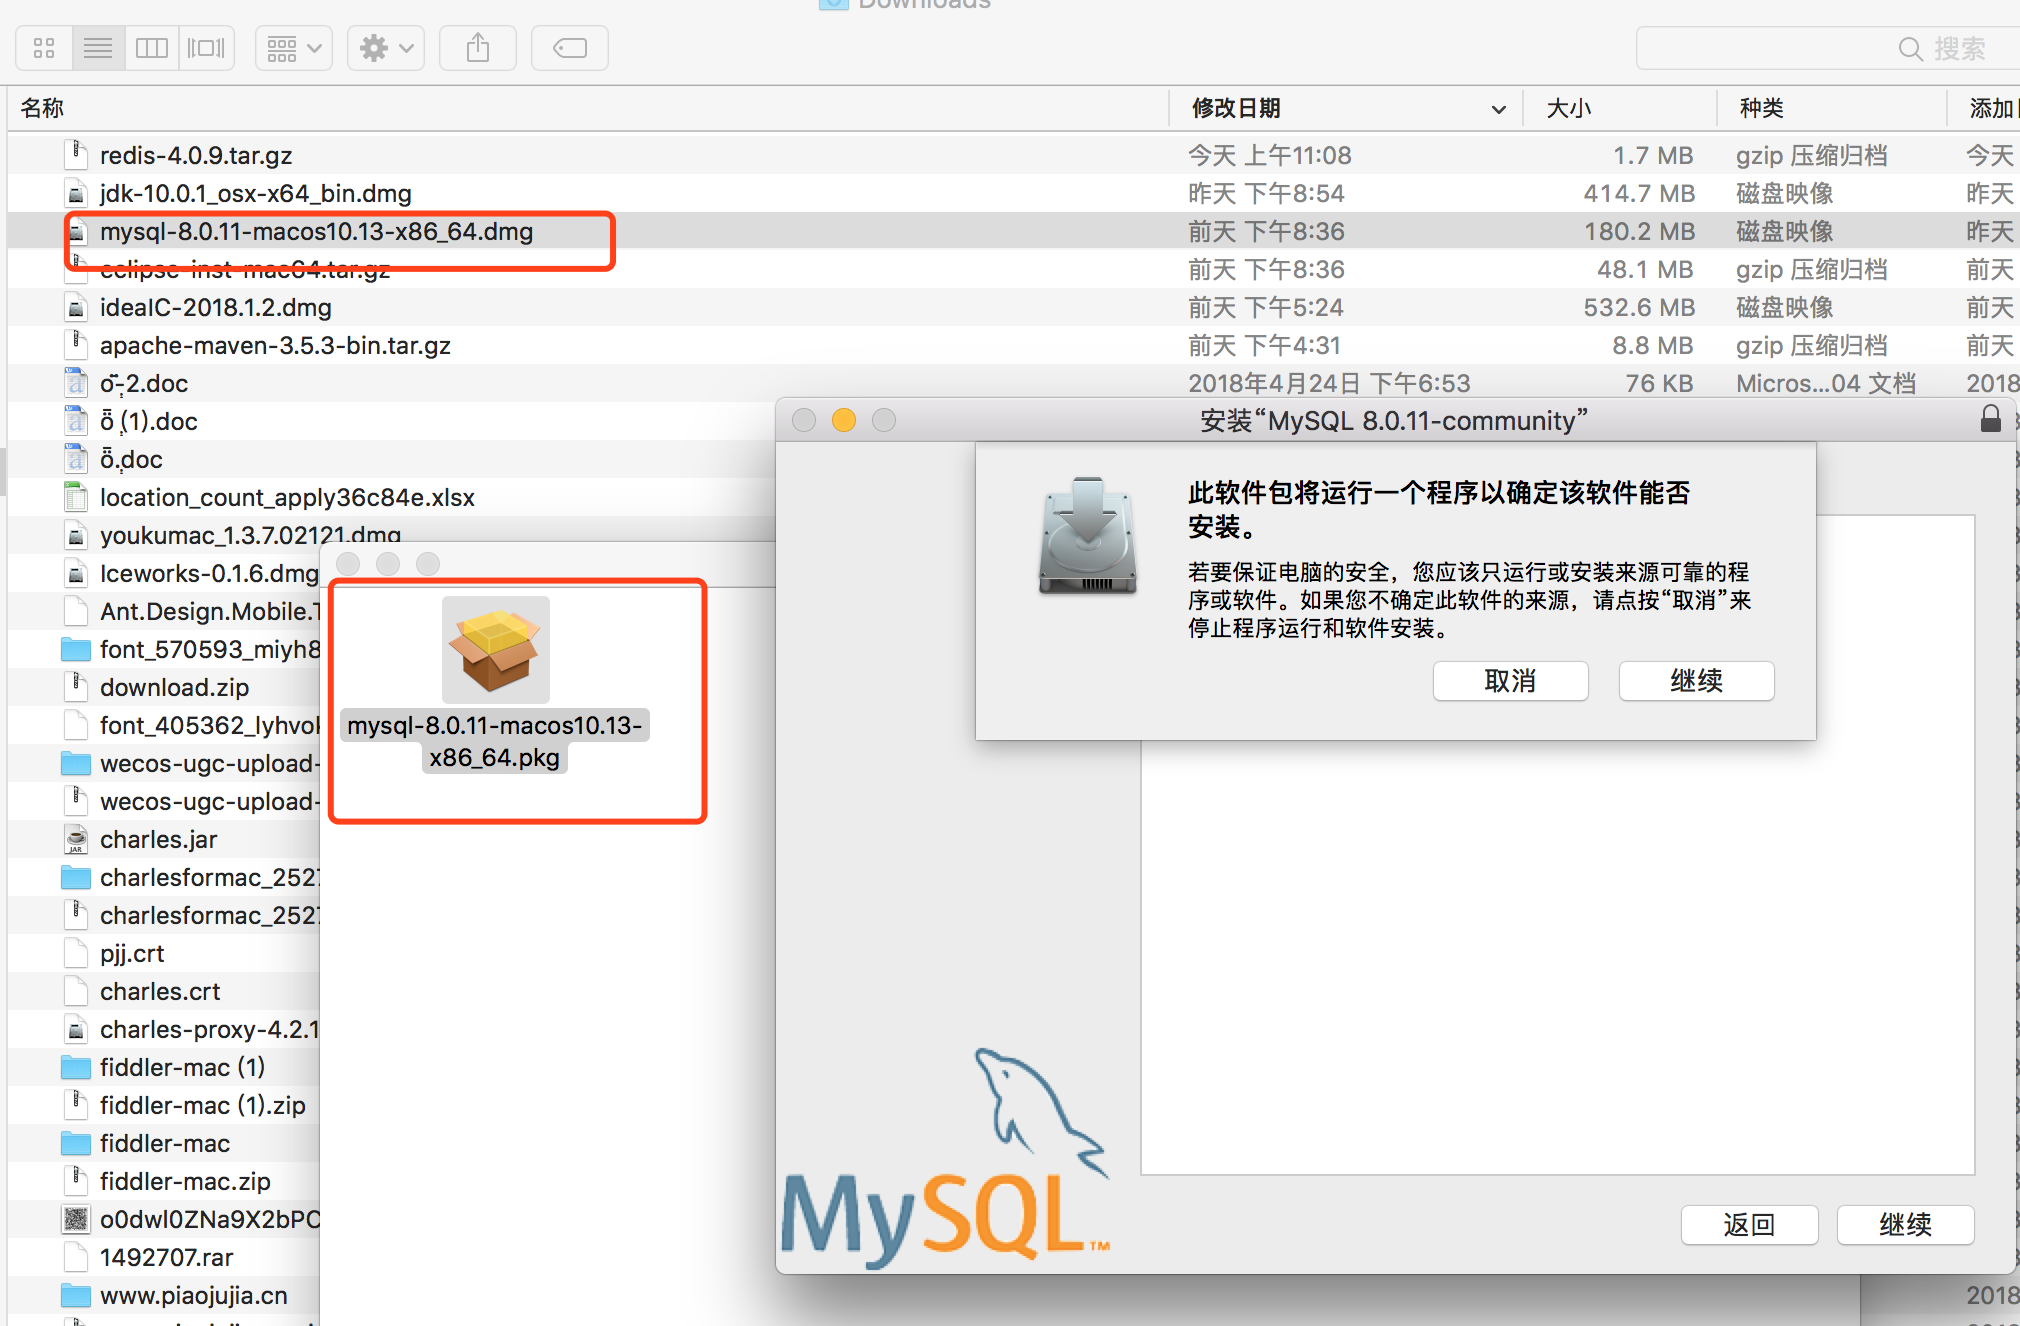 Downloads
搜索
名称 修改日期 大小 种类 添加
redis-4.0.9.tar.gz 今天 上午11:08 1.7 MB gzip 压缩归档 今天
jdk-10.0.1_osx-x64_bin.dmg 昨天 下午8:54 414.7 MB 磁盘映像 昨天
mysql-8.0.11-macos10.13-x86_64.dmg 前天 下午8:36 180.2 MB 磁盘映像 昨天
eclipse-inst-mac64.tar.gz 前天 下午8:36 48.1 MB gzip 压缩归档 前天
ideaIC-2018.1.2.dmg 前天 下午5:24 532.6 MB 磁盘映像 前天
apache-maven-3.5.3-bin.tar.gz 前天 下午4:31 8.8 MB gzip 压缩归档 前天
2018年4月24日 下午6:53 76 KB Micros...04 文档 2018
location_count_apply36c84e.xlsx
youkumac_1.3.7.02121.dmg
Iceworks-0.1.6.dmg
Ant.Design.Mobile.T
font_570593_miyh8
download.zip
font_405362_lyhvok
wecos-ugc-upload-
wecos-ugc-upload-
charles.jar
JAR
charlesformac_2527
charlesformac_2527
pjj.crt
charles.crt
charles-proxy-4.2.1
fiddler-mac (1)
fiddler-mac (1).zip
fiddler-mac
fiddler-mac.zip
o0dwl0ZNa9X2bPC
1492707.rar
www.piaojujia.cn
2018
mysql-8.0.11-macos10.13-
x86_64.pkg
安装“MySQL 8.0.11-community”
此软件包将运行一个程序以确定该软件能否
安装。
若要保证电脑的安全，您应该只运行或安装来源可靠的程
序或软件。如果您不确定此软件的来源，请点按“取消”来
停止程序运行和软件安装。
取消 继续
MySQL™
返回 继续